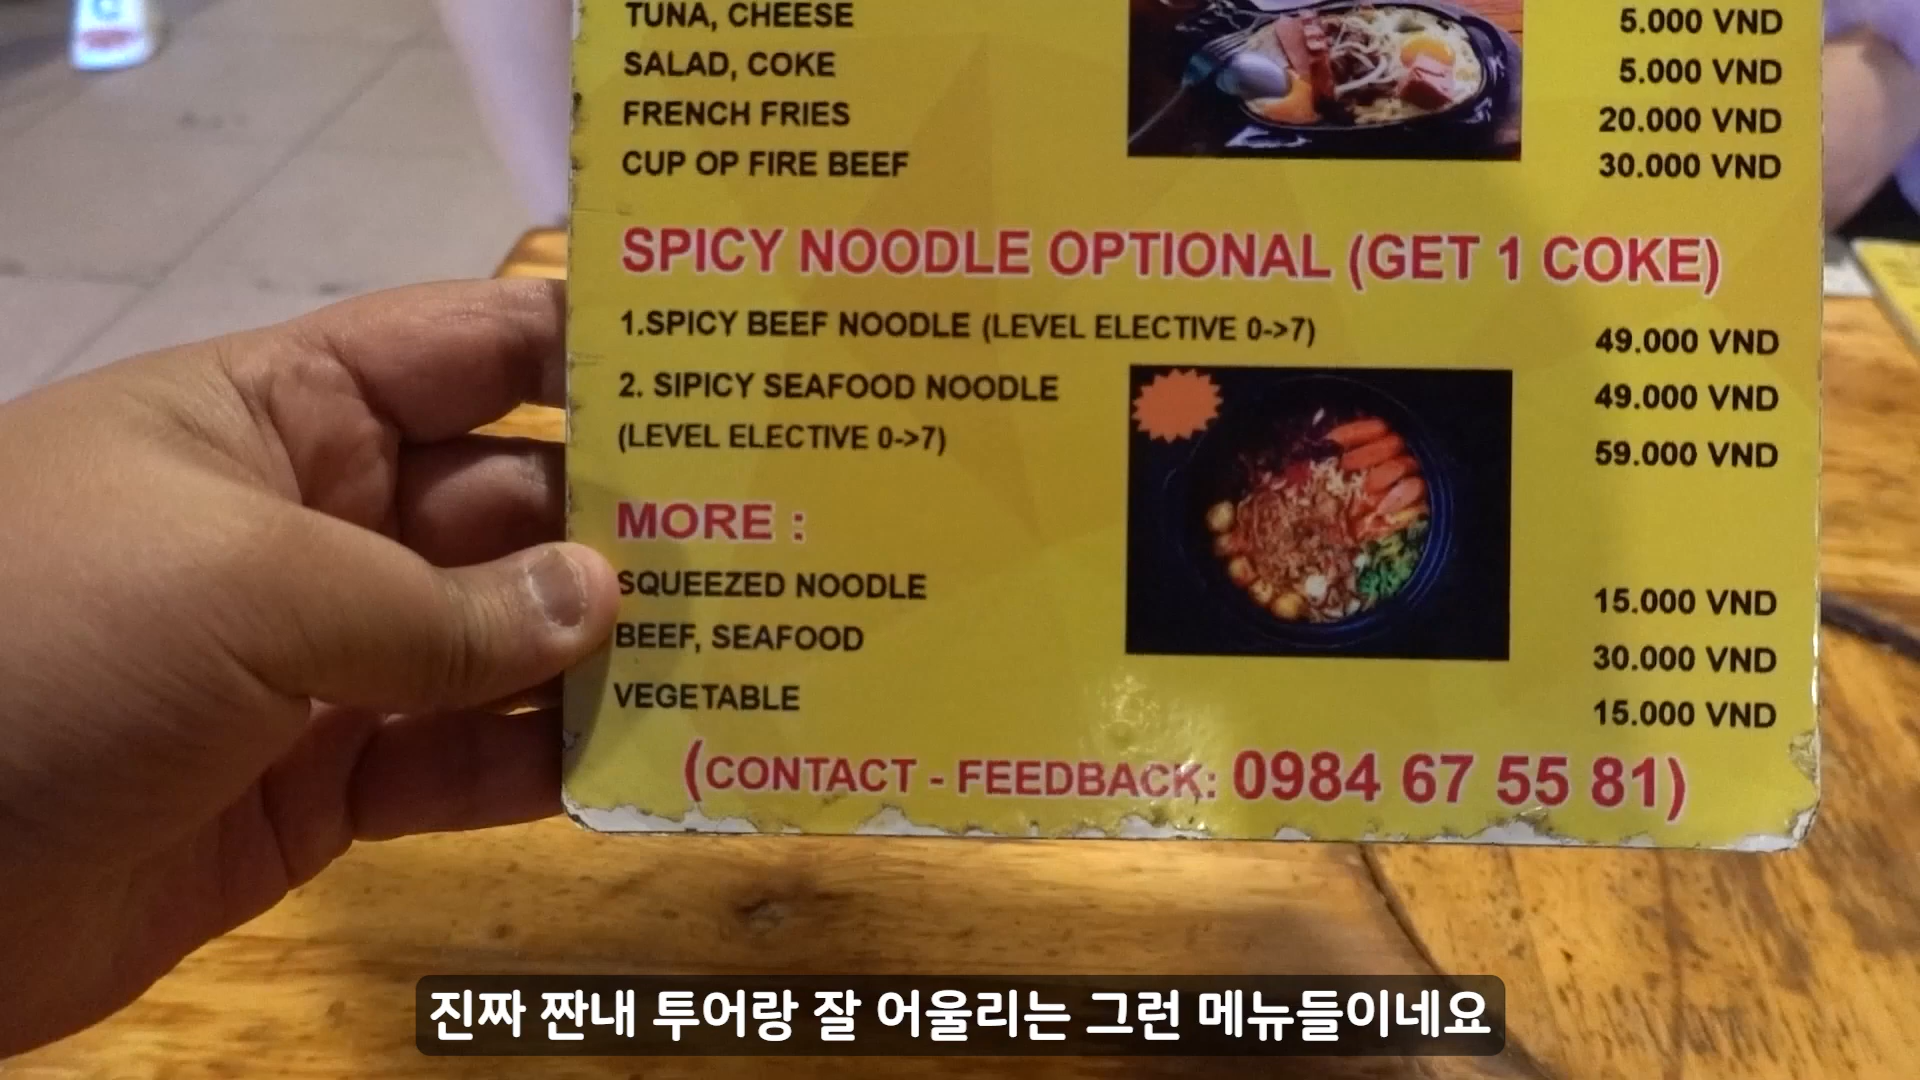 TUNA, CHEESE 5.000 VND
SALAD, COKE 5.000 VND
FRENCH FRIES 20.000 VND
CUP OP FIRE BEEF 30.000 VND
SPICY NOODLE OPTIONAL (GET 1 COKE)
1.SPICY BEEF NOODLE (LEVEL ELECTIVE 0->7) 49.000 VND
2. SIPICY SEAFOOD NOODLE 49.000 VND
(LEVEL ELECTIVE 0->7) 59.000 VND
MORE :
SQUEEZED NOODLE 15.000 VND
BEEF, SEAFOOD 30.000 VND
VEGETABLE 15.000 VND
(CONTACT - FEEDBACK: 0984 67 55 81)
진짜 짠내 투어랑 잘 어울리는 그런 메뉴들이네요